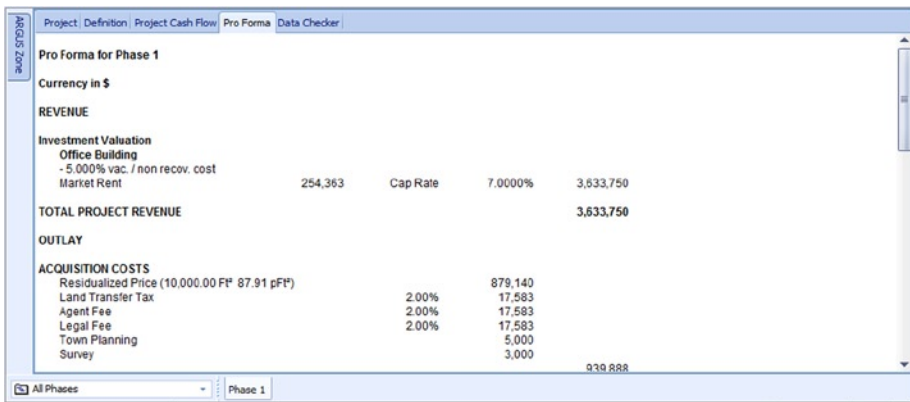 ARGUS Zone
Project Definition Project Cash Flow Pro Forma Data Checker
Pro Forma for Phase 1
Currency in $
REVENUE
Investment Valuation
Office Building
- 5.000% vac. / non recov. cost
Market Rent 254,363 Cap Rate 7.0000% 3,633,750
TOTAL PROJECT REVENUE 3,633,750
OUTLAY
ACQUISITION COSTS
Residualized Price (10,000.00 Ft² 87.91 pFt²) 879,140
Land Transfer Tax 2.00% 17,583
Agent Fee 2.00% 17,583
Legal Fee 2.00% 17,583
Town Planning 5,000
Survey 3,000
939,888
All Phases Phase 1